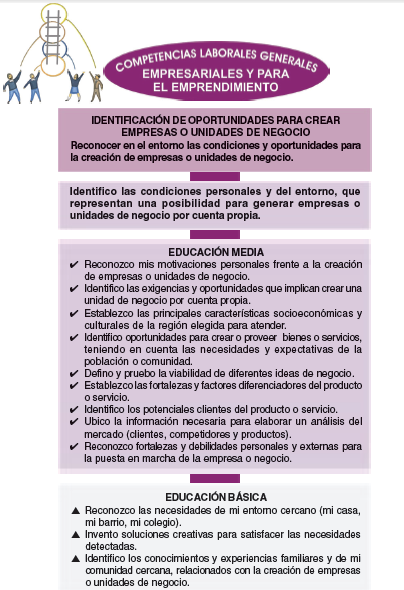 COMPETENCIAS LABORALES GENERALES
EMPRESARIALES Y PARA
EL EMPRENDIMIENTO
IDENTIFICACIÓN DE OPORTUNIDADES PARA CREAR
EMPRESAS O UNIDADES DE NEGOCIO
Reconocer en el entorno las condiciones y oportunidades para
la creación de empresas o unidades de negocio.
Identifico las condiciones personales y del entorno, que
representan una posibilidad para generar empresas o
unidades de negocio por cuenta propia.
EDUCACIÓN MEDIA
✔ Reconozco mis motivaciones personales frente a la creación
de empresas o unidades de negocio.
✔ Identifico las exigencias y oportunidades que implican crear una
unidad de negocio por cuenta propia.
✔ Establezco las principales características socioeconómicas y
culturales de la región elegida para atender.
✔ Identifico oportunidades para crear o proveer bienes o servicios,
teniendo en cuenta las necesidades y expectativas de la
población o comunidad.
✔ Defino y pruebo la viabilidad de diferentes ideas de negocio.
✔ Establezco las fortalezas y factores diferenciadores del producto
o servicio.
✔ Identifico los potenciales clientes del producto o servicio.
✔ Ubico la información necesaria para elaborar un análisis del
mercado (clientes, competidores y productos).
✔ Reconozco fortalezas y debilidades personales y externas para
la puesta en marcha de la empresa o negocio.
EDUCACIÓN BÁSICA
▲ Reconozco las necesidades de mi entorno cercano (mi casa,
mi barrio, mi colegio).
▲ Invento soluciones creativas para satisfacer las necesidades
detectadas.
▲ Identifico los conocimientos y experiencias familiares y de mi
comunidad cercana, relacionados con la creación de empresas
o unidades de negocio.